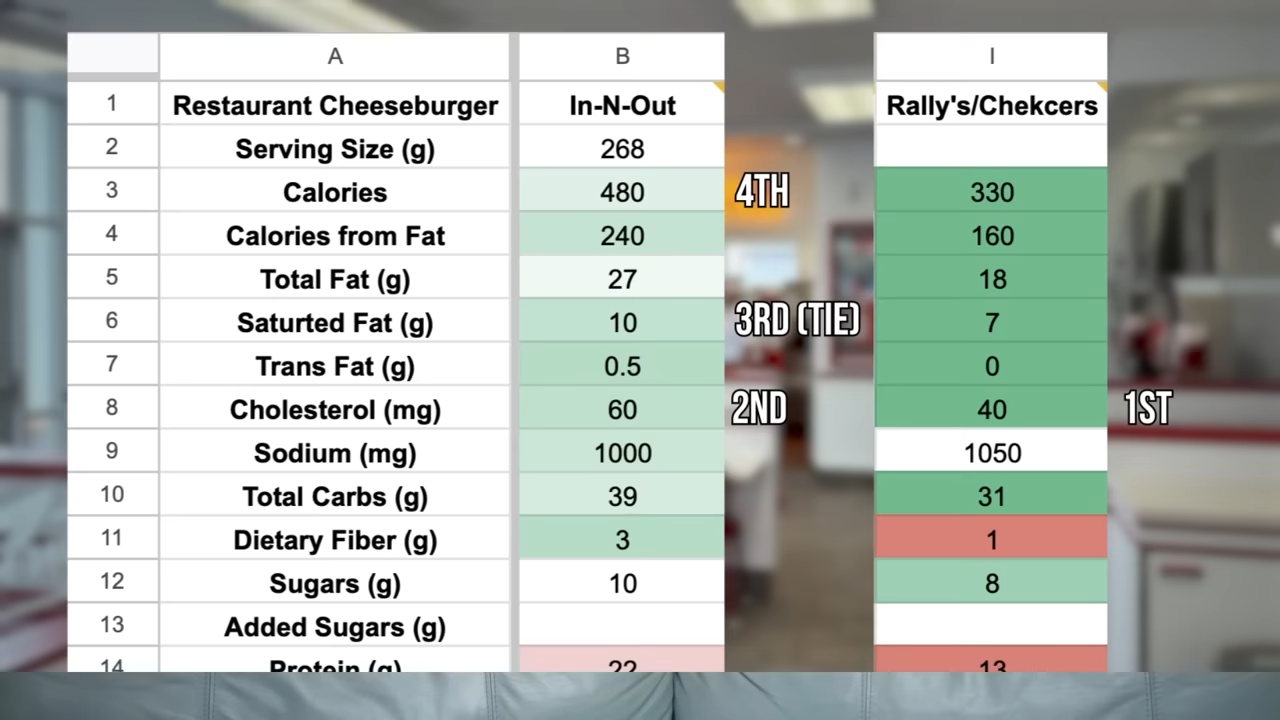 A B I
1 Restaurant Cheeseburger In-N-Out Rally's/Chekcers
2 Serving Size (g) 268
3 Calories 480 4TH 330
4 Calories from Fat 240 160
5 Total Fat (g) 27 18
6 Saturted Fat (g) 10 3RD (TIE) 7
7 Trans Fat (g) 0.5 0
8 Cholesterol (mg) 60 2ND 40 1ST
9 Sodium (mg) 1000 1050
10 Total Carbs (g) 39 31
11 Dietary Fiber (g) 3 1
12 Sugars (g) 10 8
13 Added Sugars (g)
14 Protein (g) 22 13